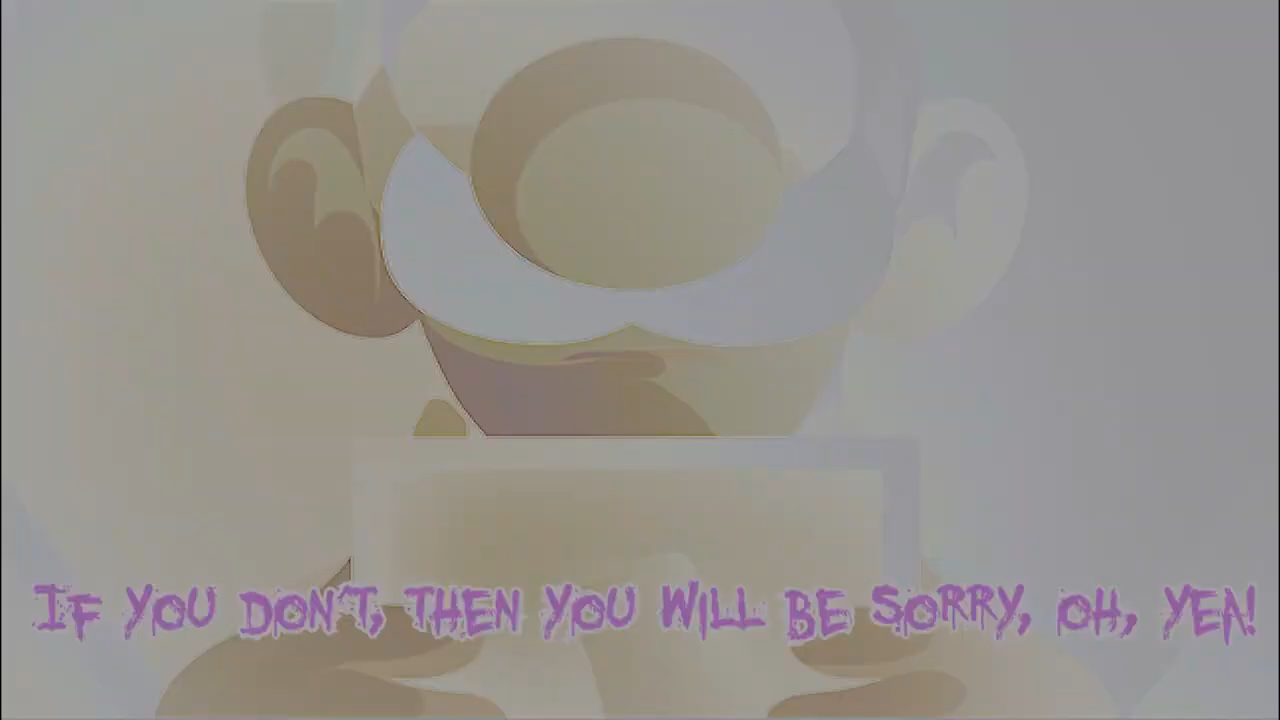 IF YOU DON'T, THEN YOU WILL BE SORRY, OH, YEN!